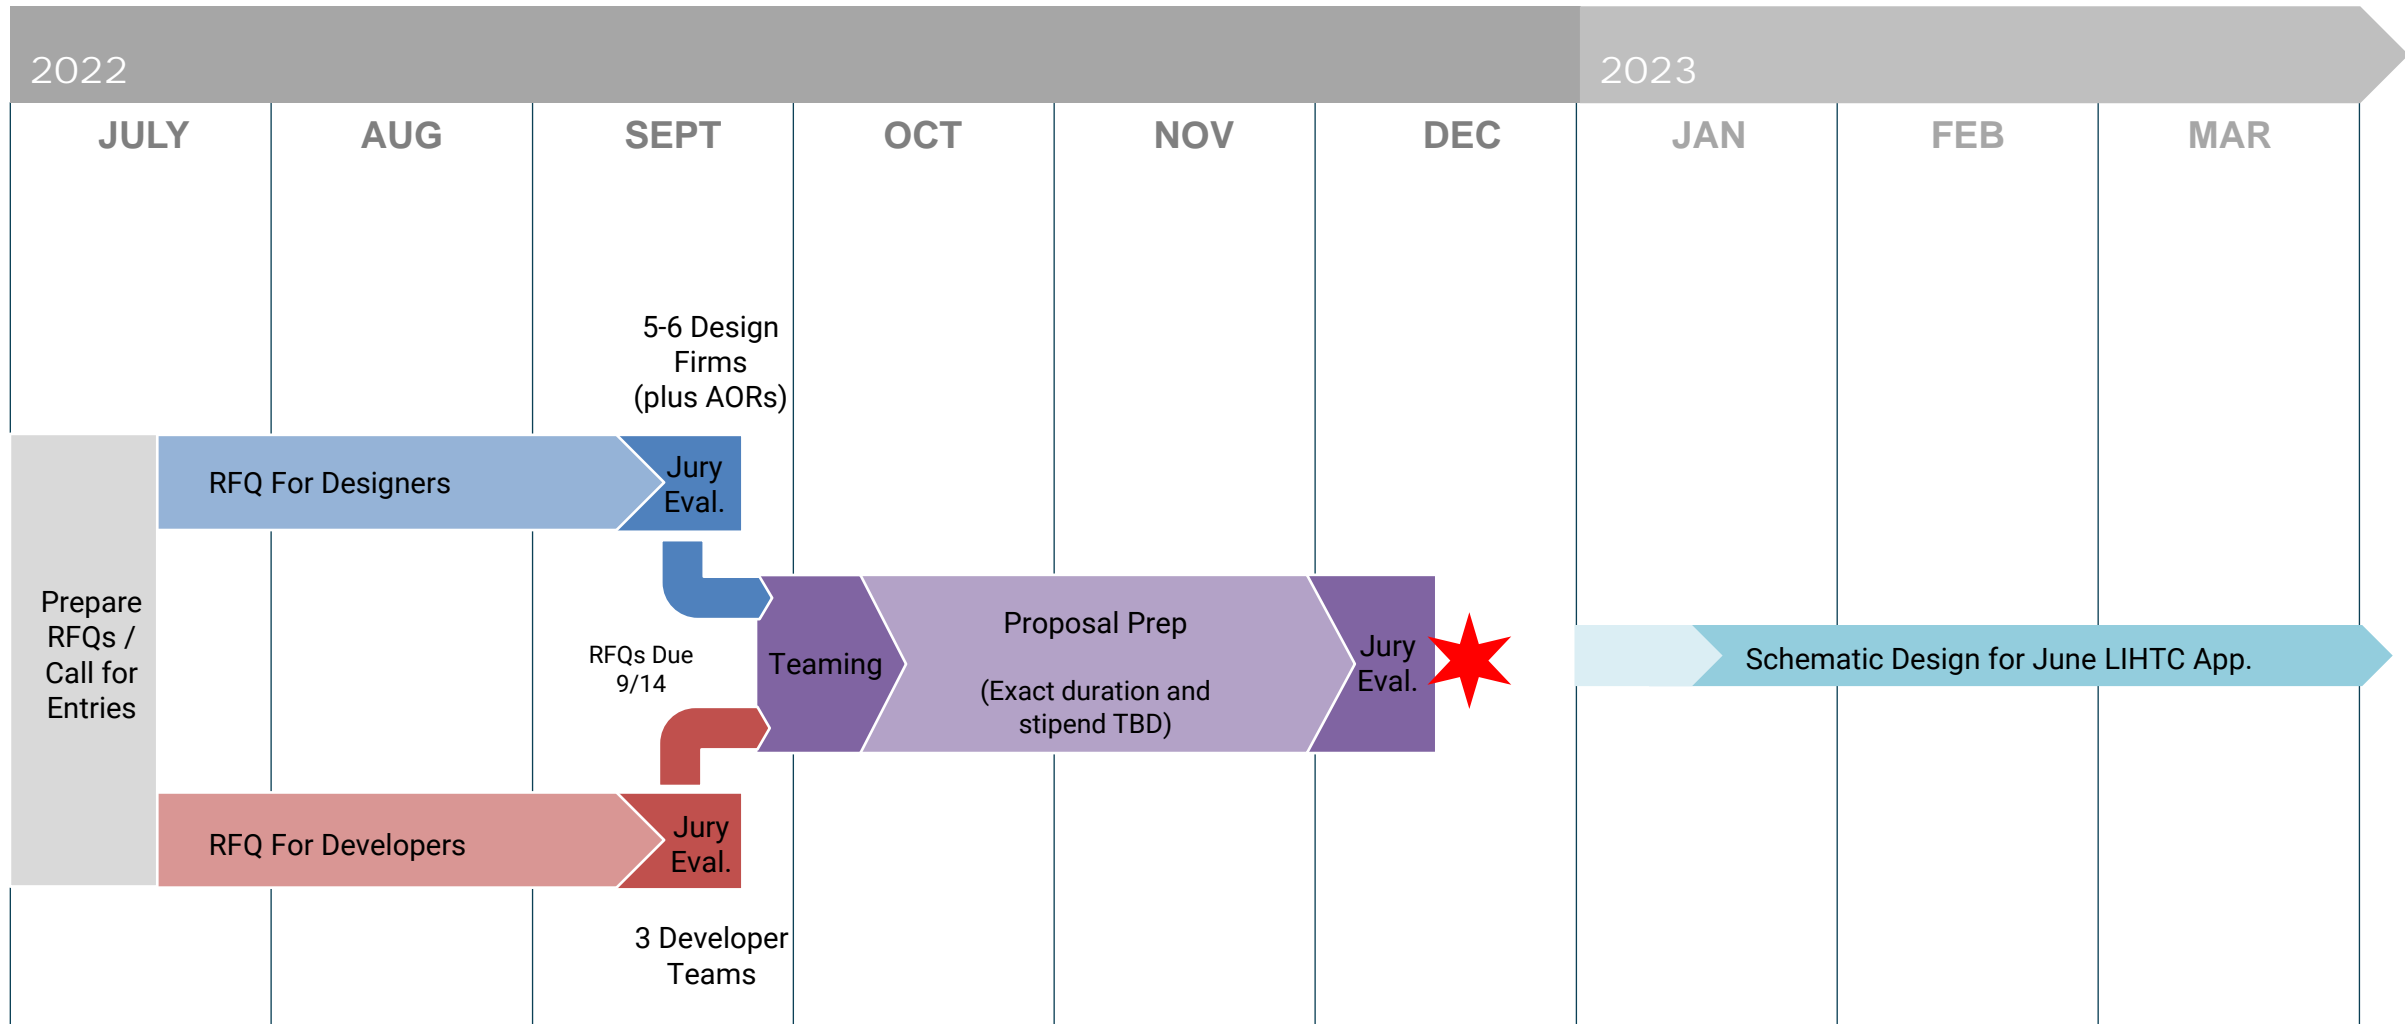 2022
2023
JULY
AUG
SEPT
OCT
NOV
DEC
JAN
FEB
MAR
5-6 Design
Firms
(plus AORs)
RFQ For Designers
Jury
Eval.
Prepare
RFQs /
Call for
Entries
RFQs Due
9/14
Teaming
Proposal Prep
(Exact duration and
stipend TBD)
Jury
Eval.
Schematic Design for June LIHTC App.
RFQ For Developers
Jury
Eval.
3 Developer
Teams